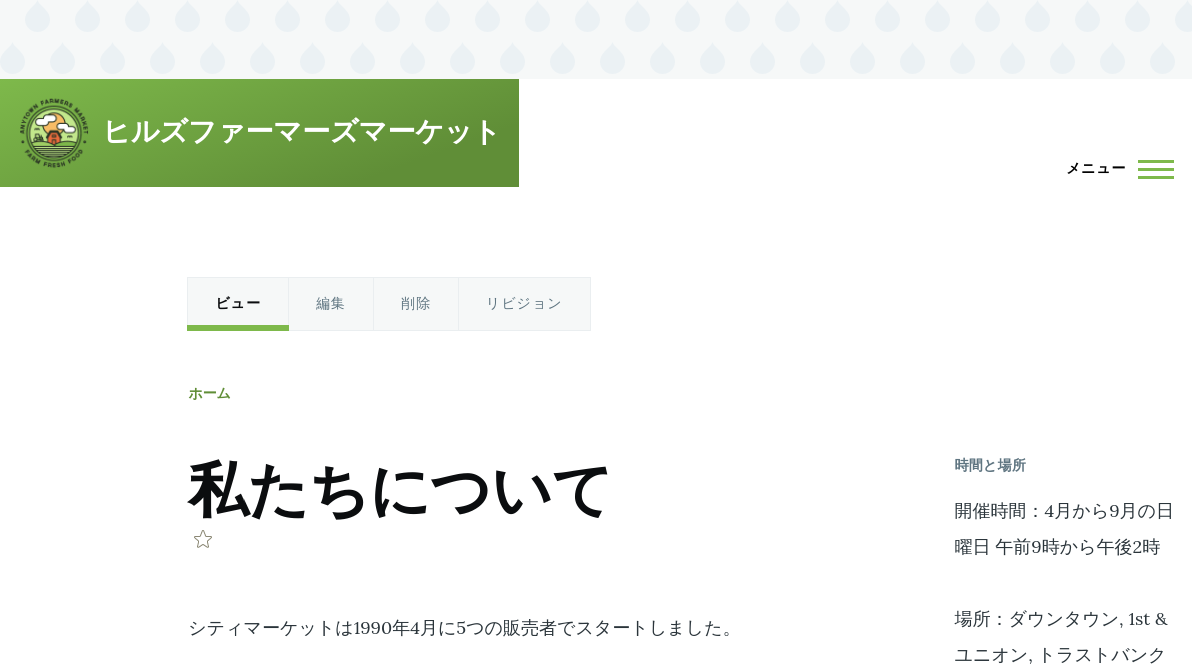 ANYTOWN FARMERS MARKET
FARM FRESH FOOD
ヒルズファーマーズマーケット
メニュー
ビュー 編集 削除 リビジョン
ホーム
私たちについて
シティマーケットは1990年4月に5つの販売者でスタートしました。
時間と場所
開催時間：4月から9月の日
曜日 午前9時から午後2時
場所：ダウンタウン, 1st &
ユニオン, トラストバンク